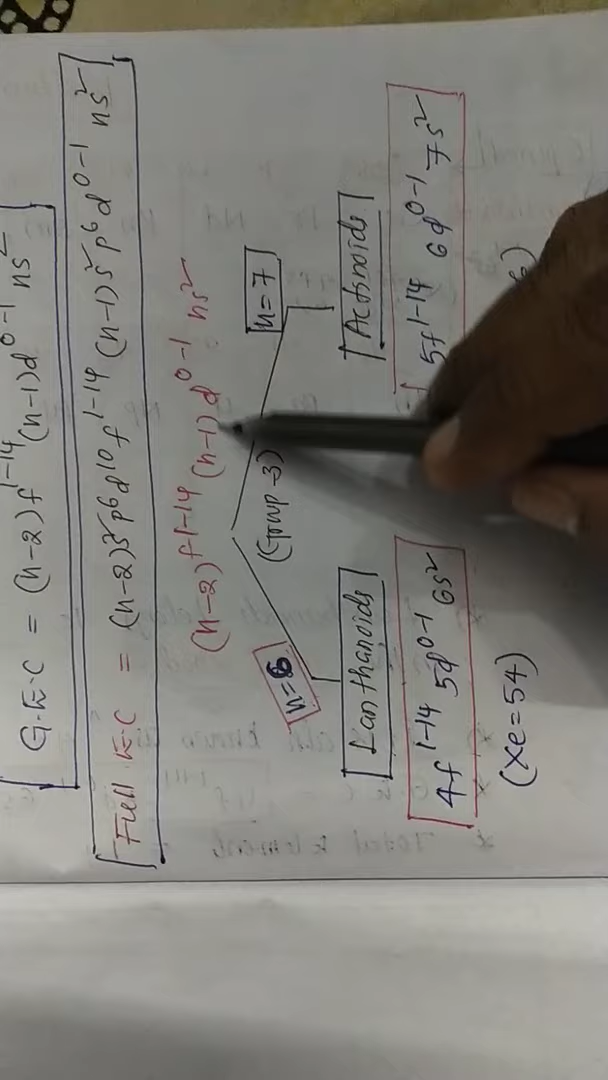 G.E.C = (n-2)f¹⁻¹⁴ (n-1)d⁰⁻¹ ns²
Full E.C = (n-2)s²p⁶d¹⁰f¹⁻¹⁴ (n-1)s²p⁶d⁰⁻¹ ns²
(n-2)f¹⁻¹⁴ (n-1)d⁰⁻¹ ns²
n=6
(Group-3)
n=7
Lanthanoids
Actinoids
4f¹⁻¹⁴ 5d⁰⁻¹ 6s²
5f¹⁻¹⁴ 6d⁰⁻¹ 7s²
(Xe=54)